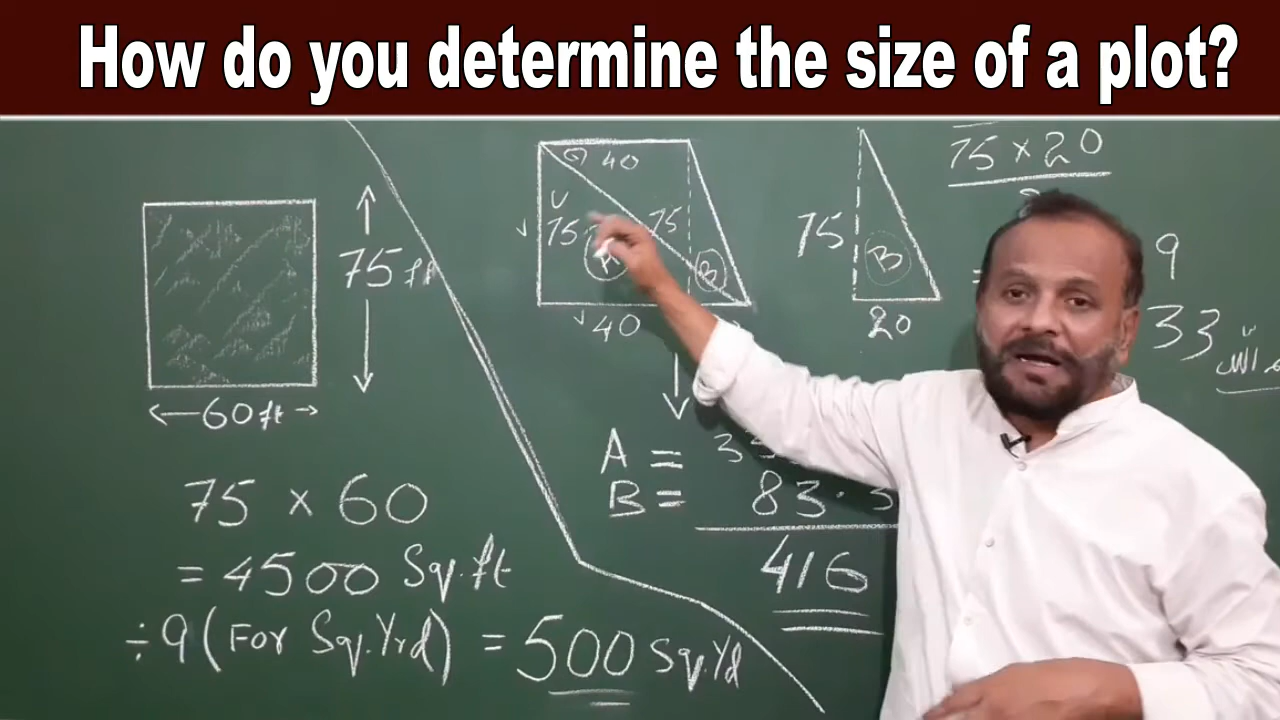 How do you determine the size of a plot?
75 ft
60 ft
75 × 60
= 4500 Sq.ft
÷ 9 (For Sq.Yrd) = 500 Sq.Yd
40
75
75
A
B
40
A =
B = 83.3
416
75
B
20
75 × 20
=
9
33